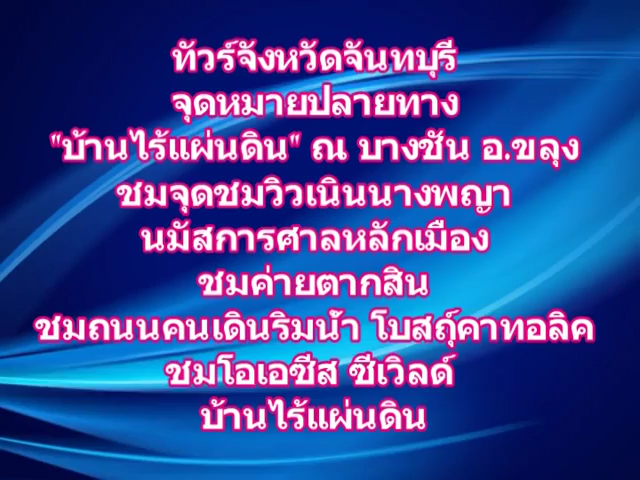 ทัวร์จังหวัดจันทบุรี
จุดหมายปลายทาง
"บ้านไร้แผ่นดิน" ณ บางชัน อ.ขลุง
ชมจุดชมวิวเนินนางพญา
นมัสการศาลหลักเมือง
ชมค่ายตากสิน
ชมถนนคนเดินริมน้ำ โบสถ์ุคาทอลิค
ชมโอเอซีส ซีเวิลด์
บ้านไร้แผ่นดิน